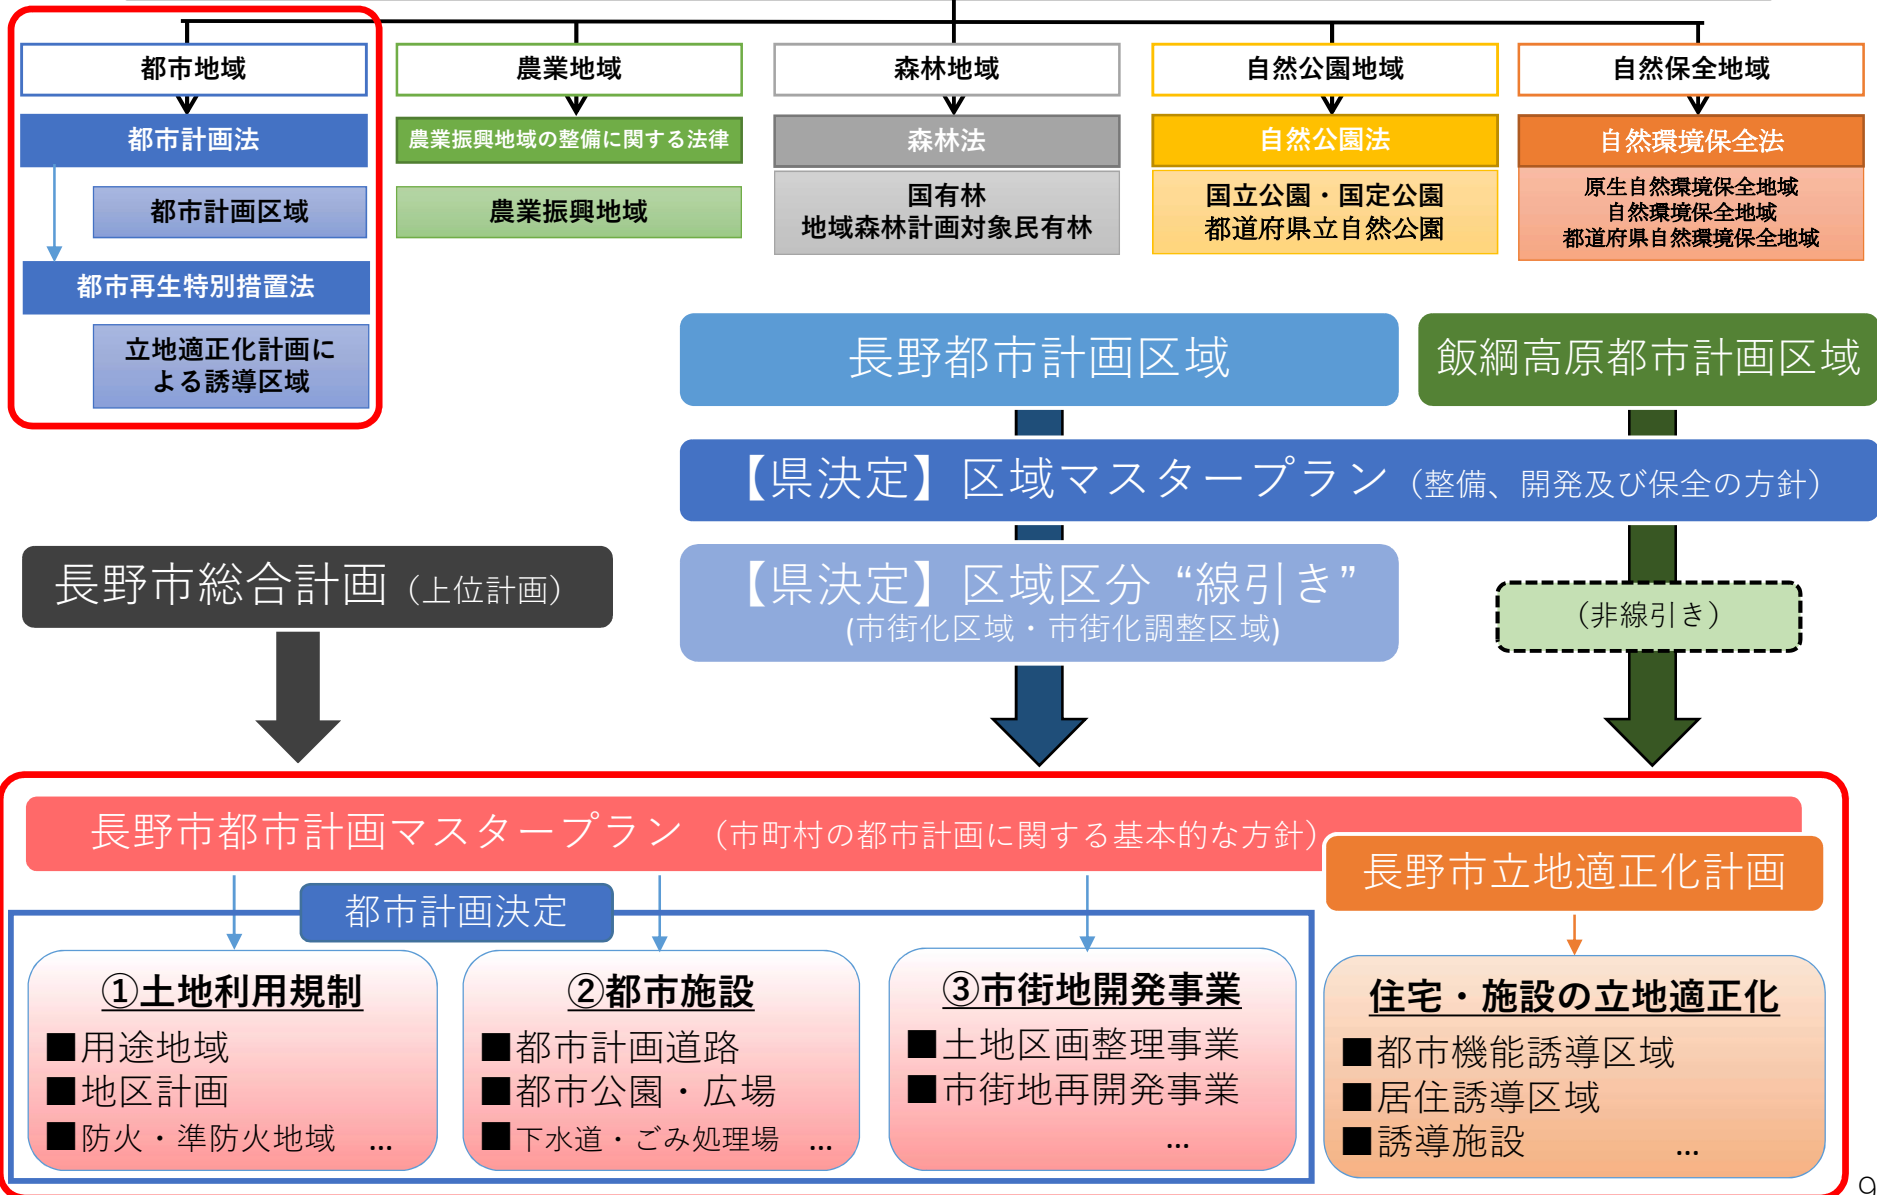 都市地域
農業地域
森林地域
自然公園地域
自然保全地域
都市計画法
農業振興地域の整備に関する法律
森林法
自然公園法
自然環境保全法
都市計画区域
農業振興地域
国有林
地域森林計画対象民有林
国立公園・国定公園
都道府県立自然公園
原生自然環境保全地域
自然環境保全地域
都道府県自然環境保全地域
都市再生特別措置法
立地適正化計画に
よる誘導区域
長野都市計画区域
飯綱高原都市計画区域
【県決定】区域マスタープラン（整備、開発及び保全の方針）
長野市総合計画（上位計画）
【県決定】区域区分 “線引き”
(市街化区域・市街化調整区域)
（非線引き）
長野市都市計画マスタープラン （市町村の都市計画に関する基本的な方針）
長野市立地適正化計画
都市計画決定
①土地利用規制
■用途地域
■地区計画
■防火・準防火地域 …
②都市施設
■都市計画道路
■都市公園・広場
■下水道・ごみ処理場 …
③市街地開発事業
■土地区画整理事業
■市街地再開発事業
…
住宅・施設の立地適正化
■都市機能誘導区域
■居住誘導区域
■誘導施設 …
9